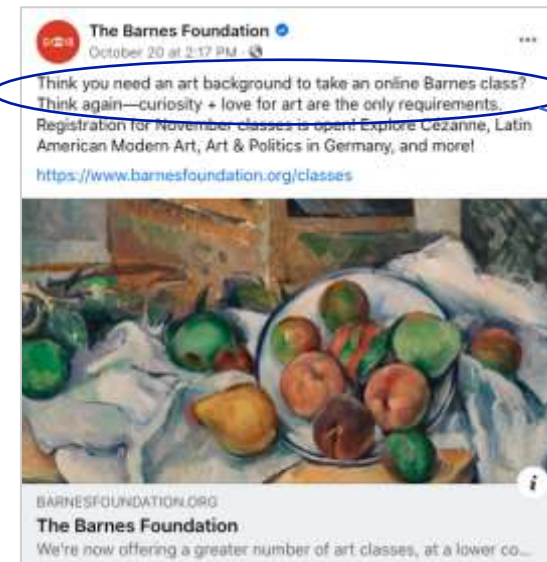 The Barnes Foundation
October 20 at 2:17 PM
Think you need an art background to take an online Barnes class?
Think again—curiosity + love for art are the only requirements.
Registration for November classes is open! Explore Cézanne, Latin
American Modern Art, Art & Politics in Germany, and more!
https://www.barnesfoundation.org/classes
i
BARNESFOUNDATION.ORG
The Barnes Foundation
We're now offering a greater number of art classes, at a lower co...